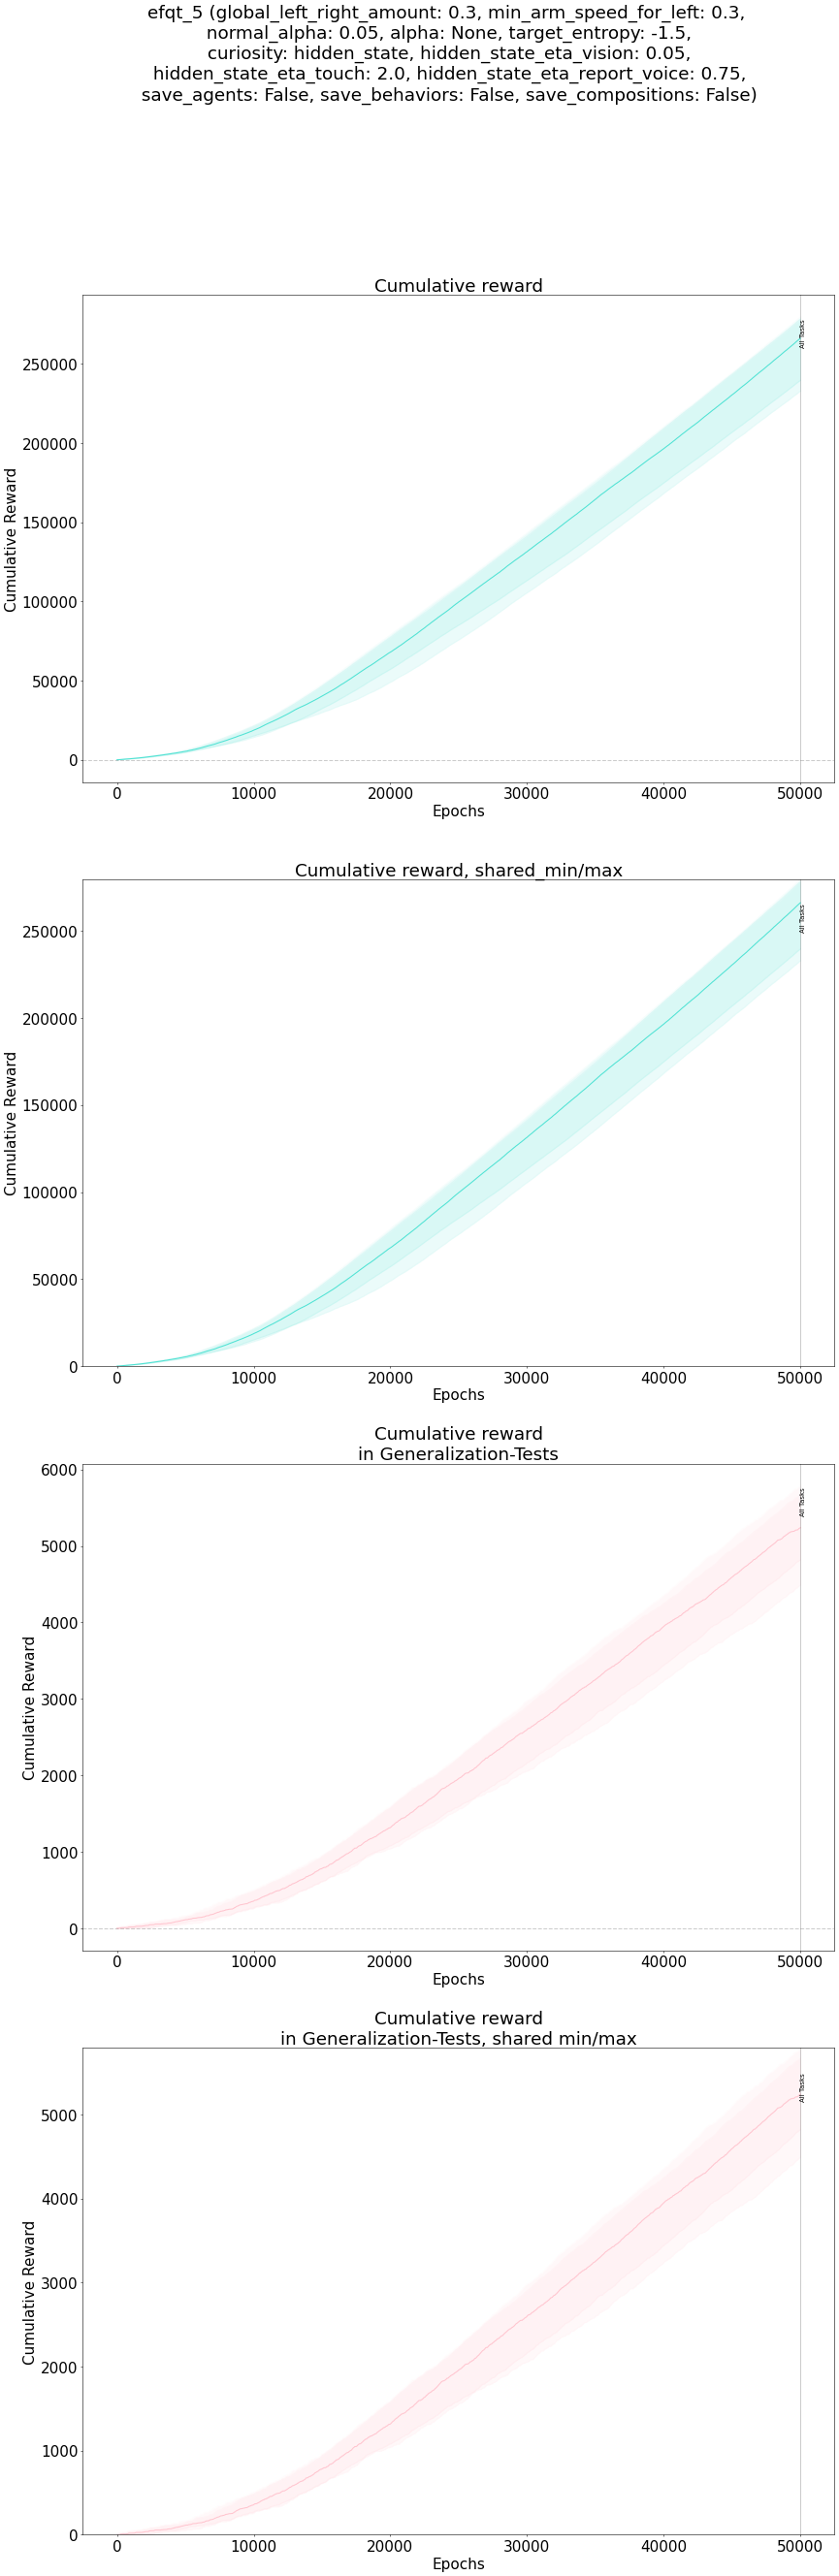 efqt_5 (global_left_right_amount: 0.3, min_arm_speed_for_left: 0.3,
normal_alpha: 0.05, alpha: None, target_entropy: -1.5,
curiosity: hidden_state, hidden_state_eta_vision: 0.05,
hidden_state_eta_touch: 2.0, hidden_state_eta_report_voice: 0.75,
save_agents: False, save_behaviors: False, save_compositions: False)
Cumulative reward
Cumulative Reward
250000
200000
150000
100000
50000
0
All Tasks
0 10000 20000 30000 40000 50000
Epochs
Cumulative reward, shared_min/max
Cumulative Reward
250000
200000
150000
100000
50000
0
All Tasks
0 10000 20000 30000 40000 50000
Epochs
Cumulative reward
in Generalization-Tests
Cumulative Reward
6000
5000
4000
3000
2000
1000
0
All Tasks
0 10000 20000 30000 40000 50000
Epochs
Cumulative reward
in Generalization-Tests, shared min/max
Cumulative Reward
5000
4000
3000
2000
1000
0
All Tasks
0 10000 20000 30000 40000 50000
Epochs